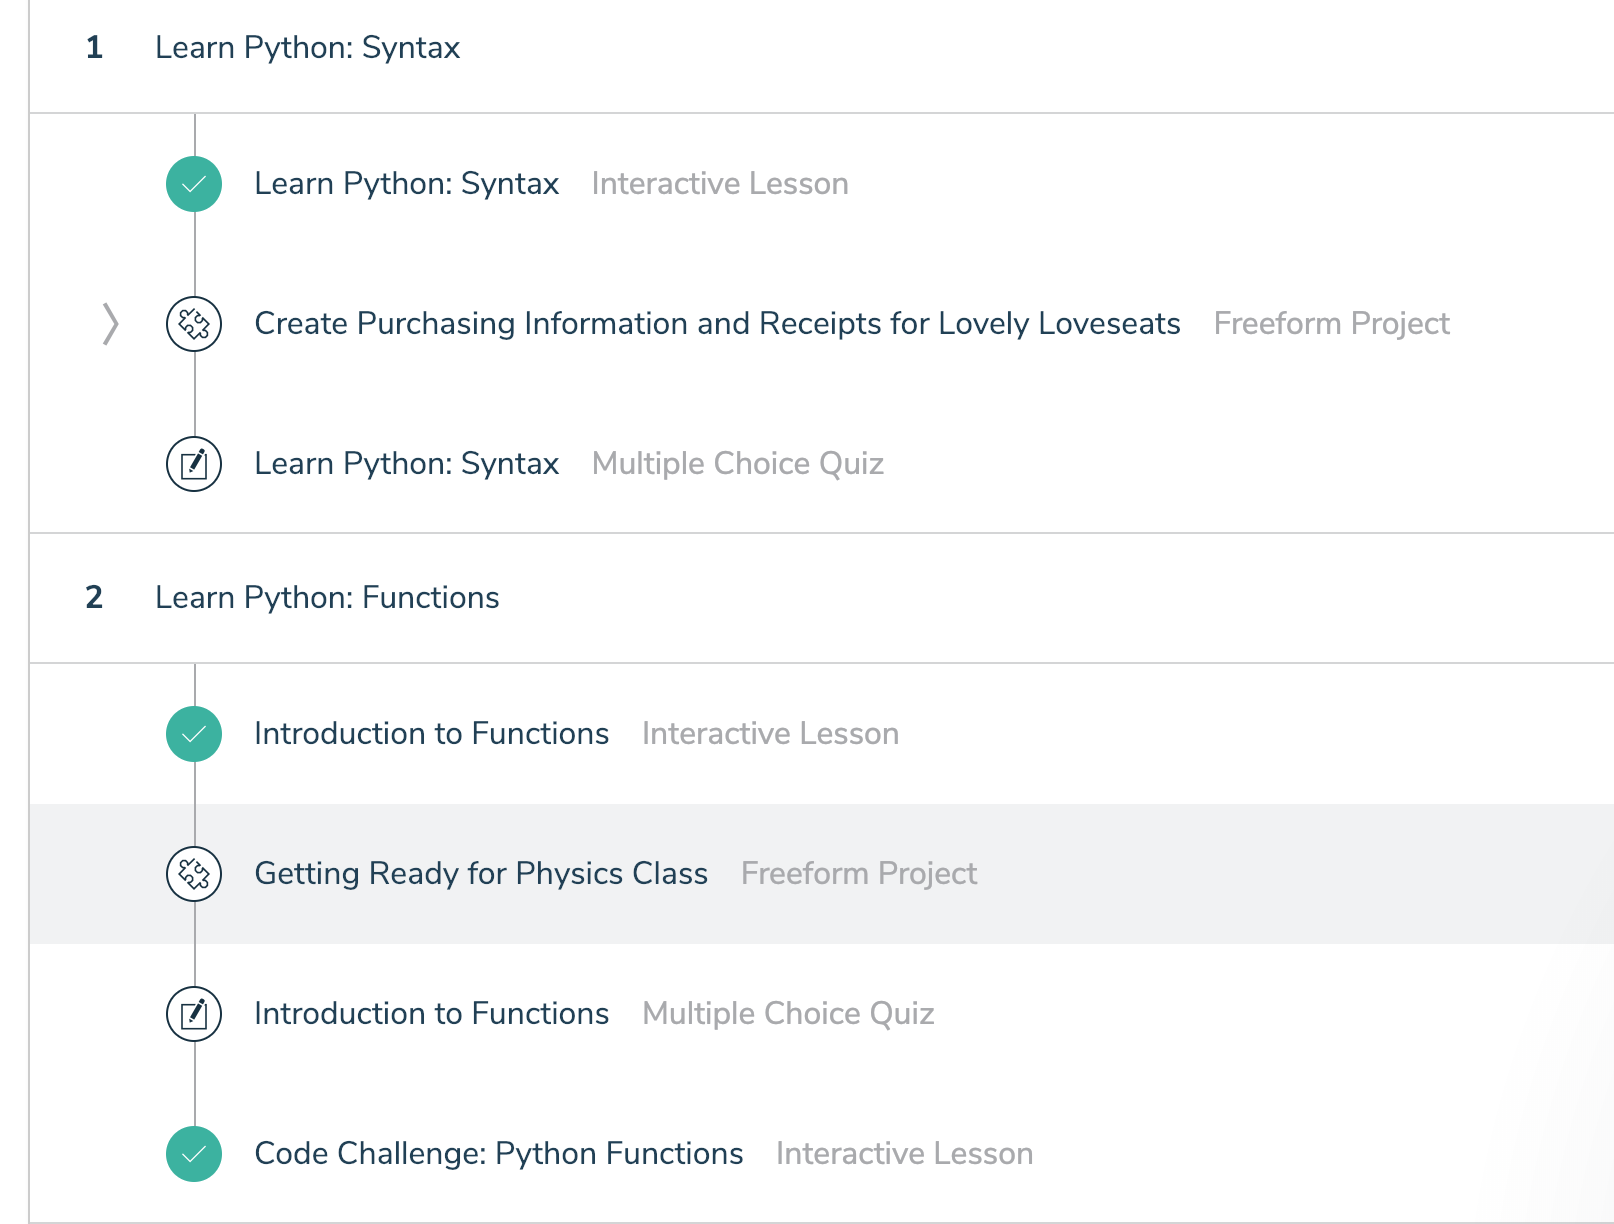 1 Learn Python: Syntax
Learn Python: Syntax Interactive Lesson
Create Purchasing Information and Receipts for Lovely Loveseats Freeform Project
Learn Python: Syntax Multiple Choice Quiz
2 Learn Python: Functions
Introduction to Functions Interactive Lesson
Getting Ready for Physics Class Freeform Project
Introduction to Functions Multiple Choice Quiz
Code Challenge: Python Functions Interactive Lesson